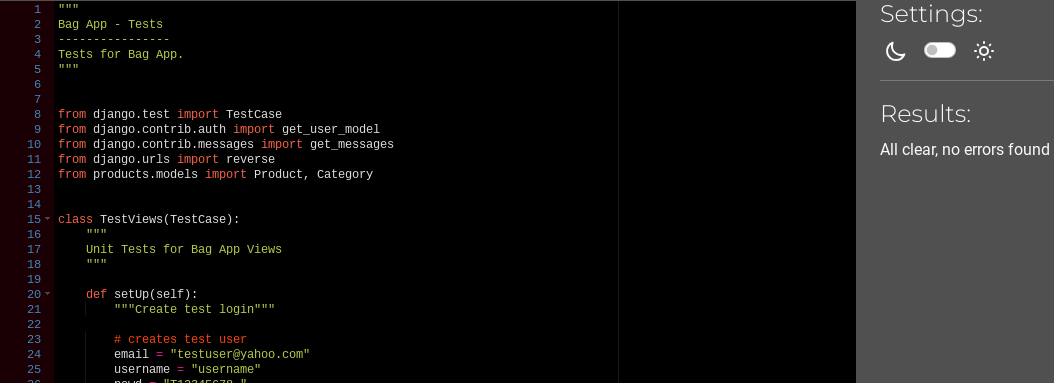 1 """
2 Bag App - Tests
3 ----------------
4 Tests for Bag App.
5 """
6
7
8 from django.test import TestCase
9 from django.contrib.auth import get_user_model
10 from django.contrib.messages import get_messages
11 from django.urls import reverse
12 from products.models import Product, Category
13
14
15 class TestViews(TestCase):
16 """
17 Unit Tests for Bag App Views
18 """
19
20 def setUp(self):
21 """Create test login"""
22
23 # creates test user
24 email = "testuser@yahoo.com"
25 username = "username"
Settings:
Results:
All clear, no errors found